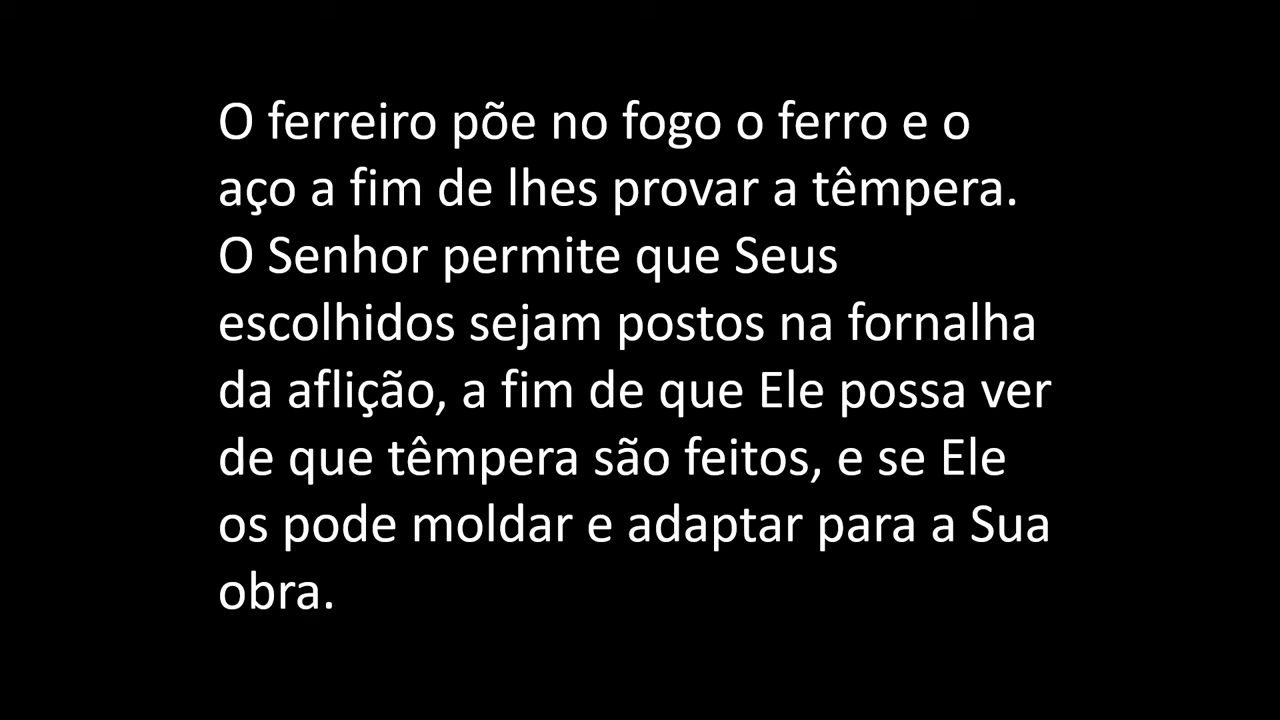 O ferreiro põe no fogo o ferro e o
aço a fim de lhes provar a têmpera.
O Senhor permite que Seus
escolhidos sejam postos na fornalha
da aflição, a fim de que Ele possa ver
de que têmpera são feitos, e se Ele
os pode moldar e adaptar para a Sua
obra.